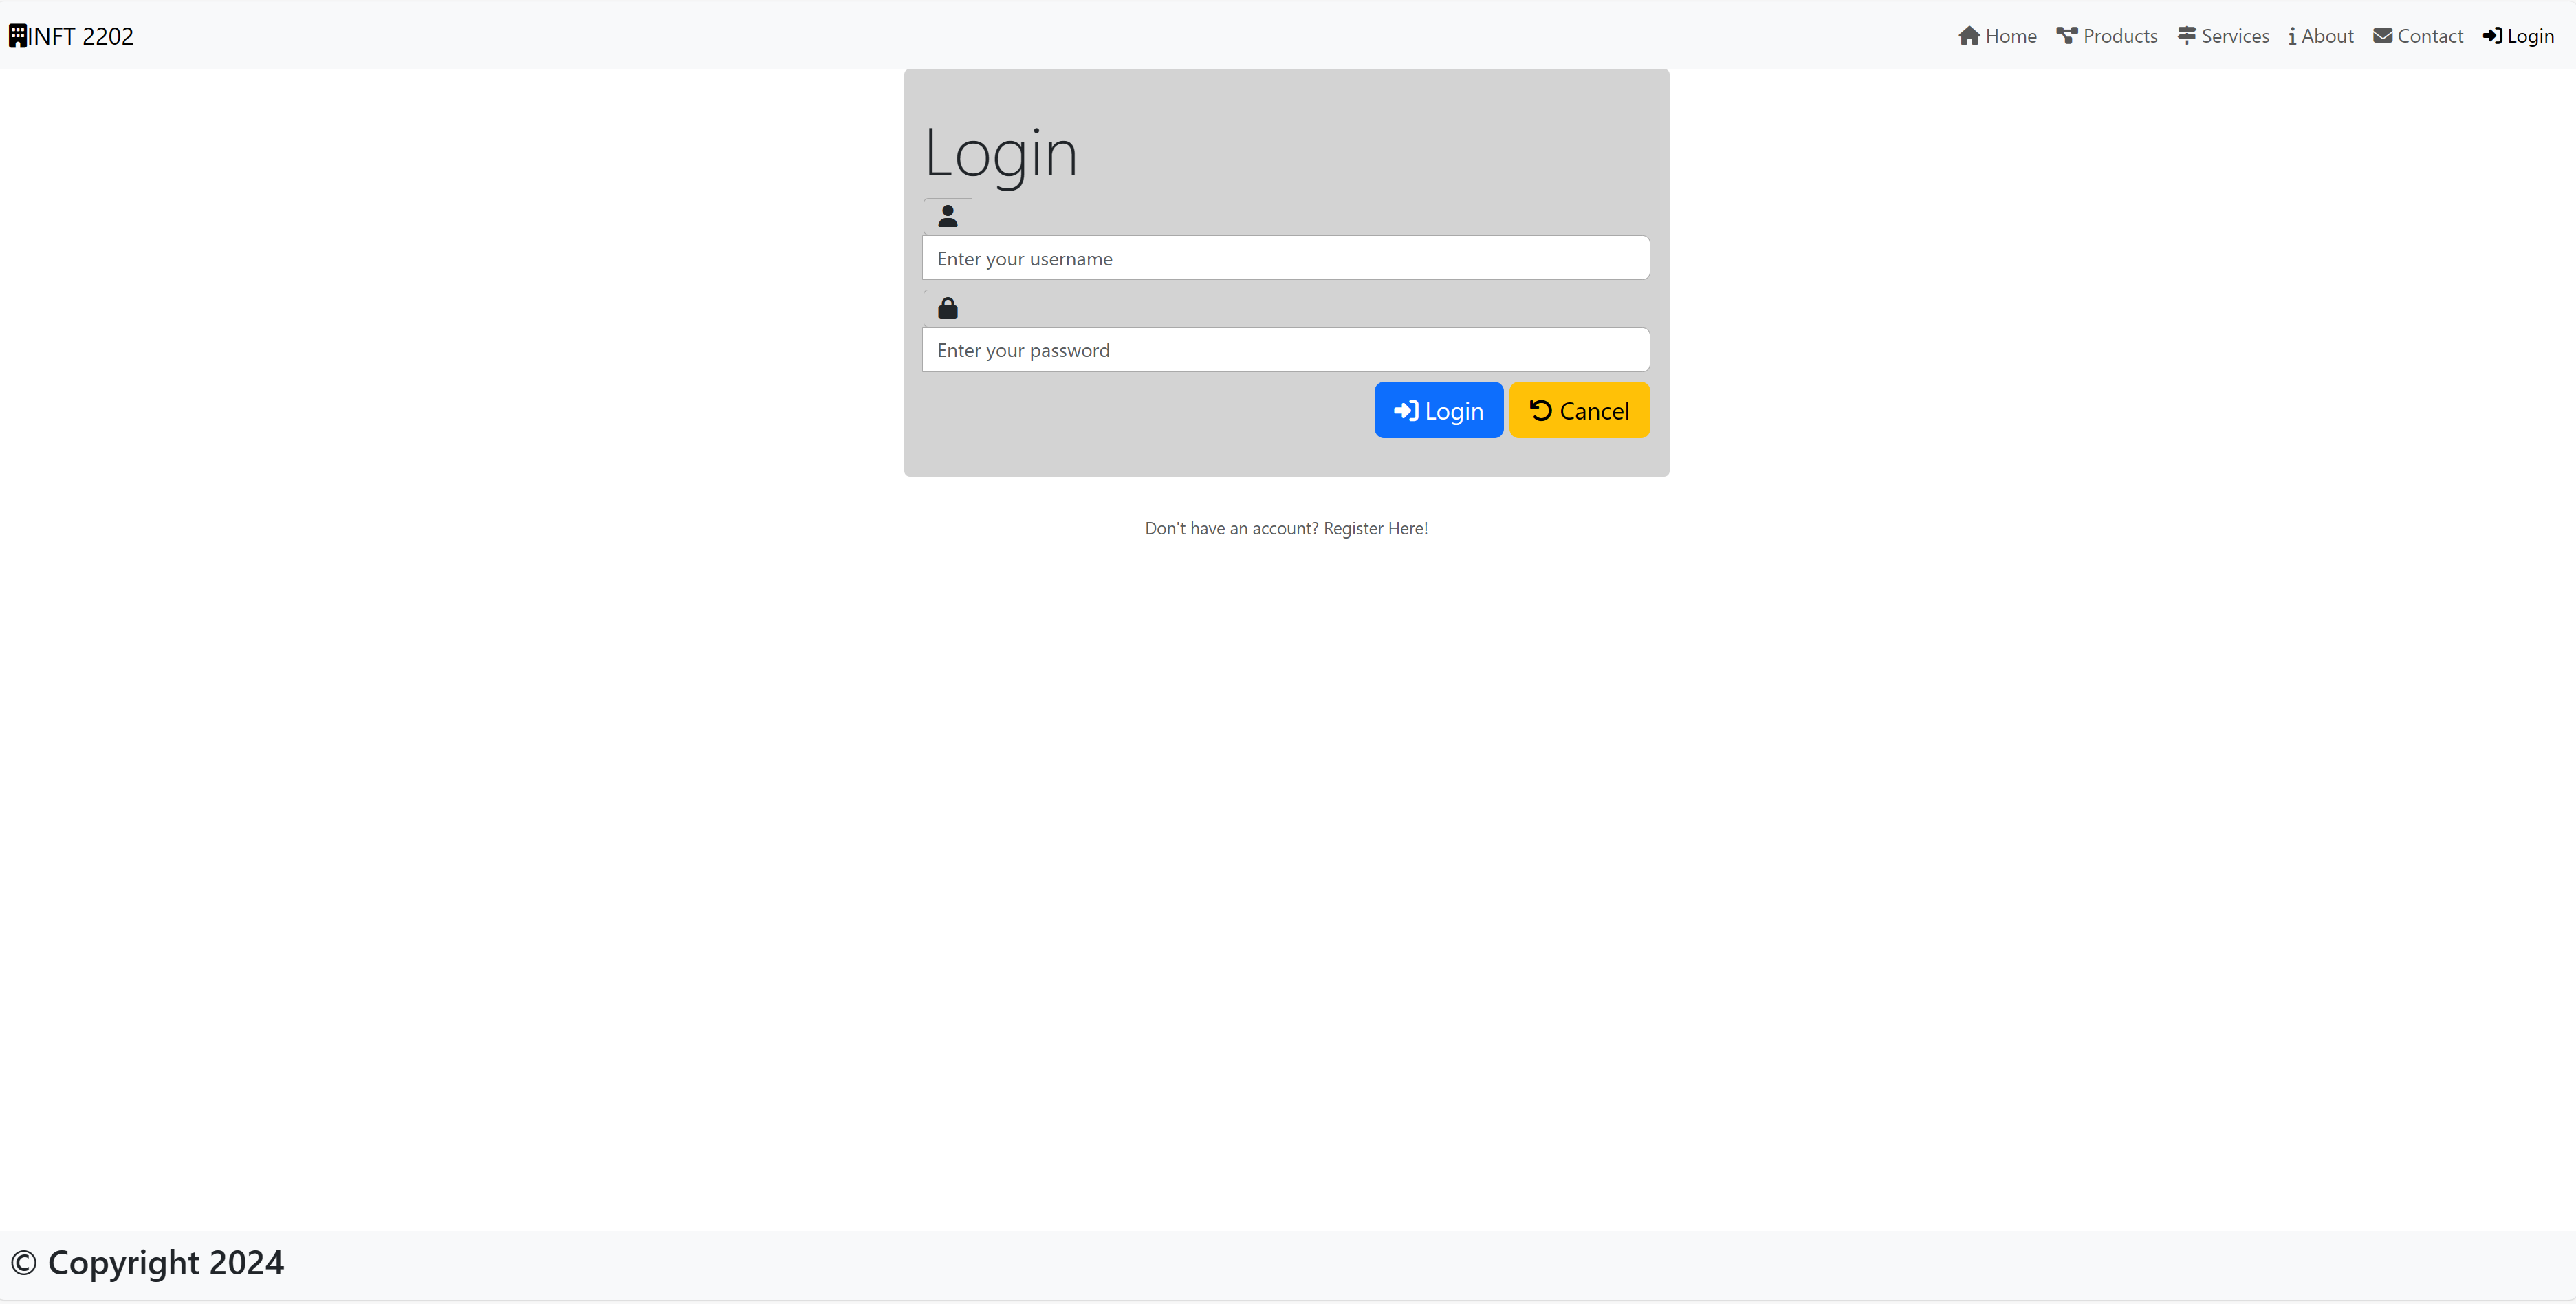 INFT 2202
Home Products Services About Contact Login
Login
Enter your username
Enter your password
Login Cancel
Don't have an account? Register Here!
© Copyright 2024